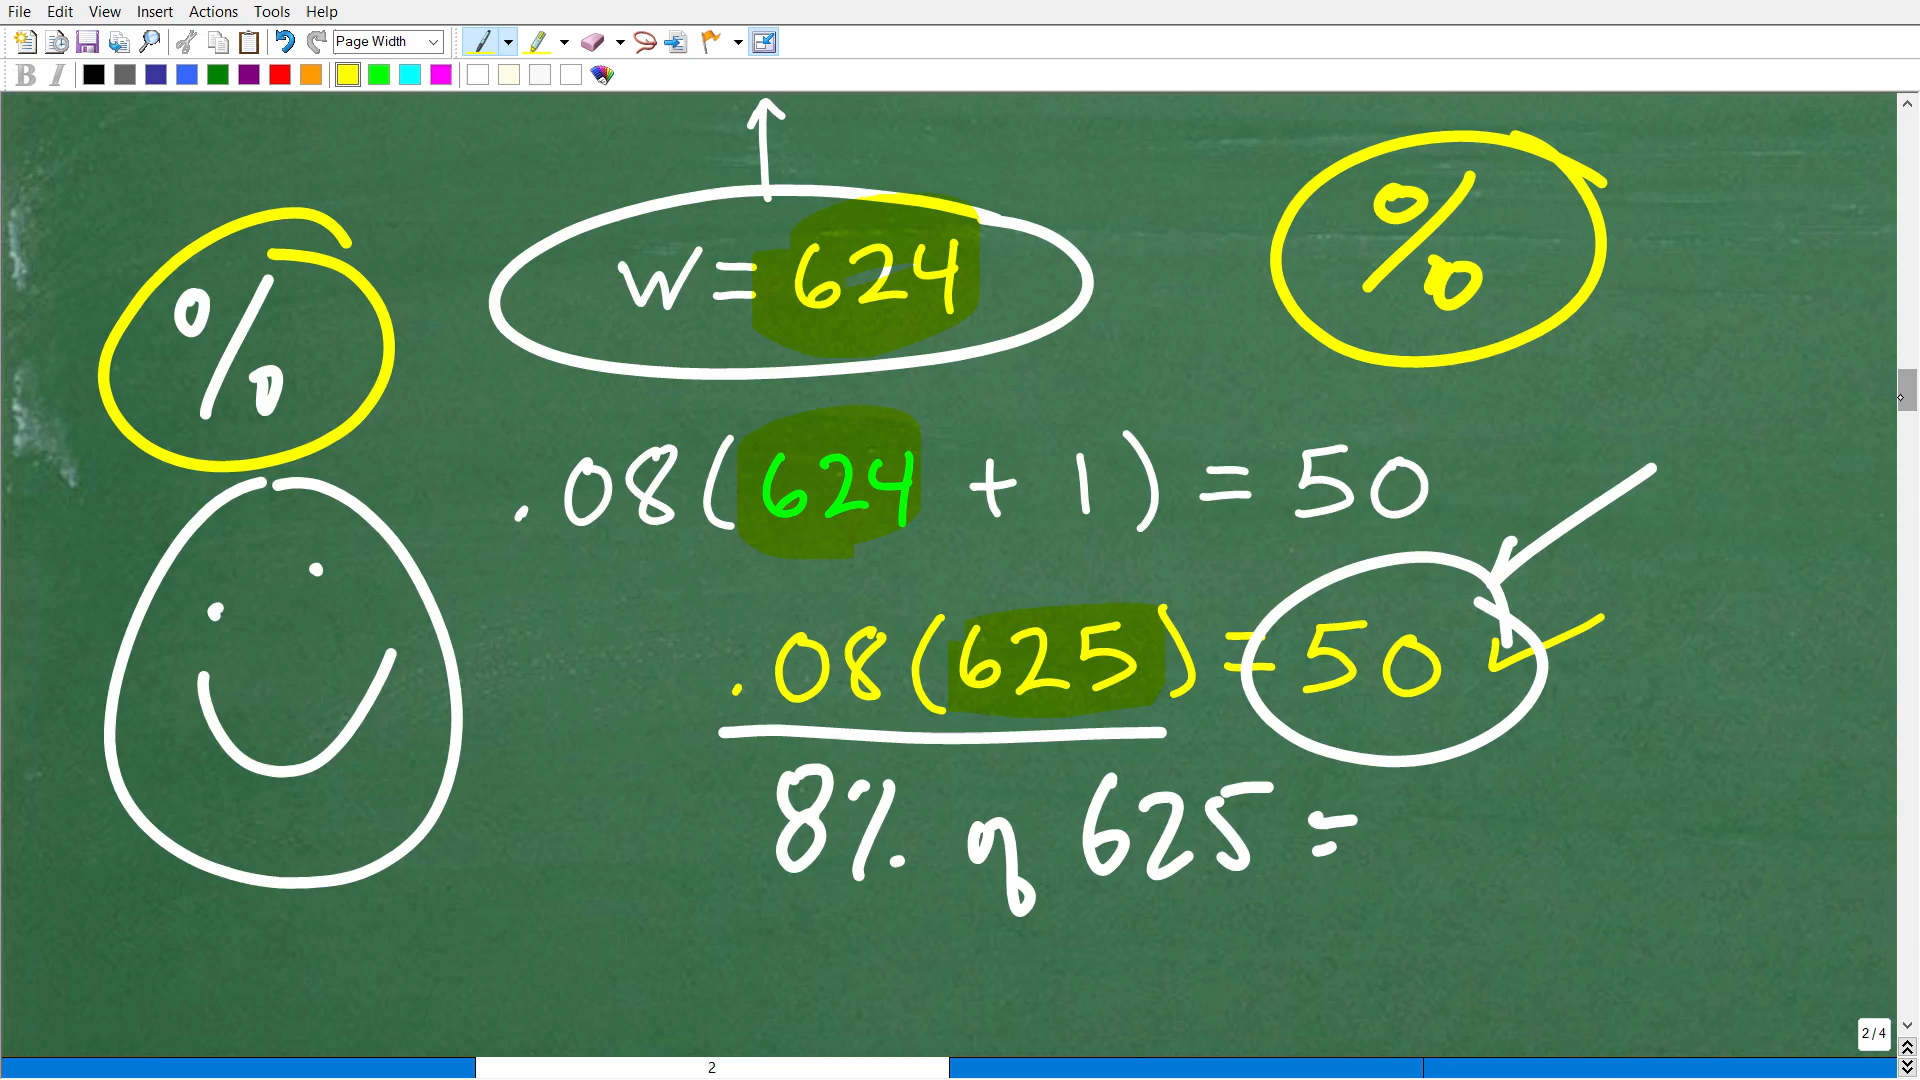 File Edit View Insert Actions Tools Help
Page Width
B I
% w = 624 %
.08(624 + 1) = 50
.08(625) = 50
8% of 625 =
2 / 4
2